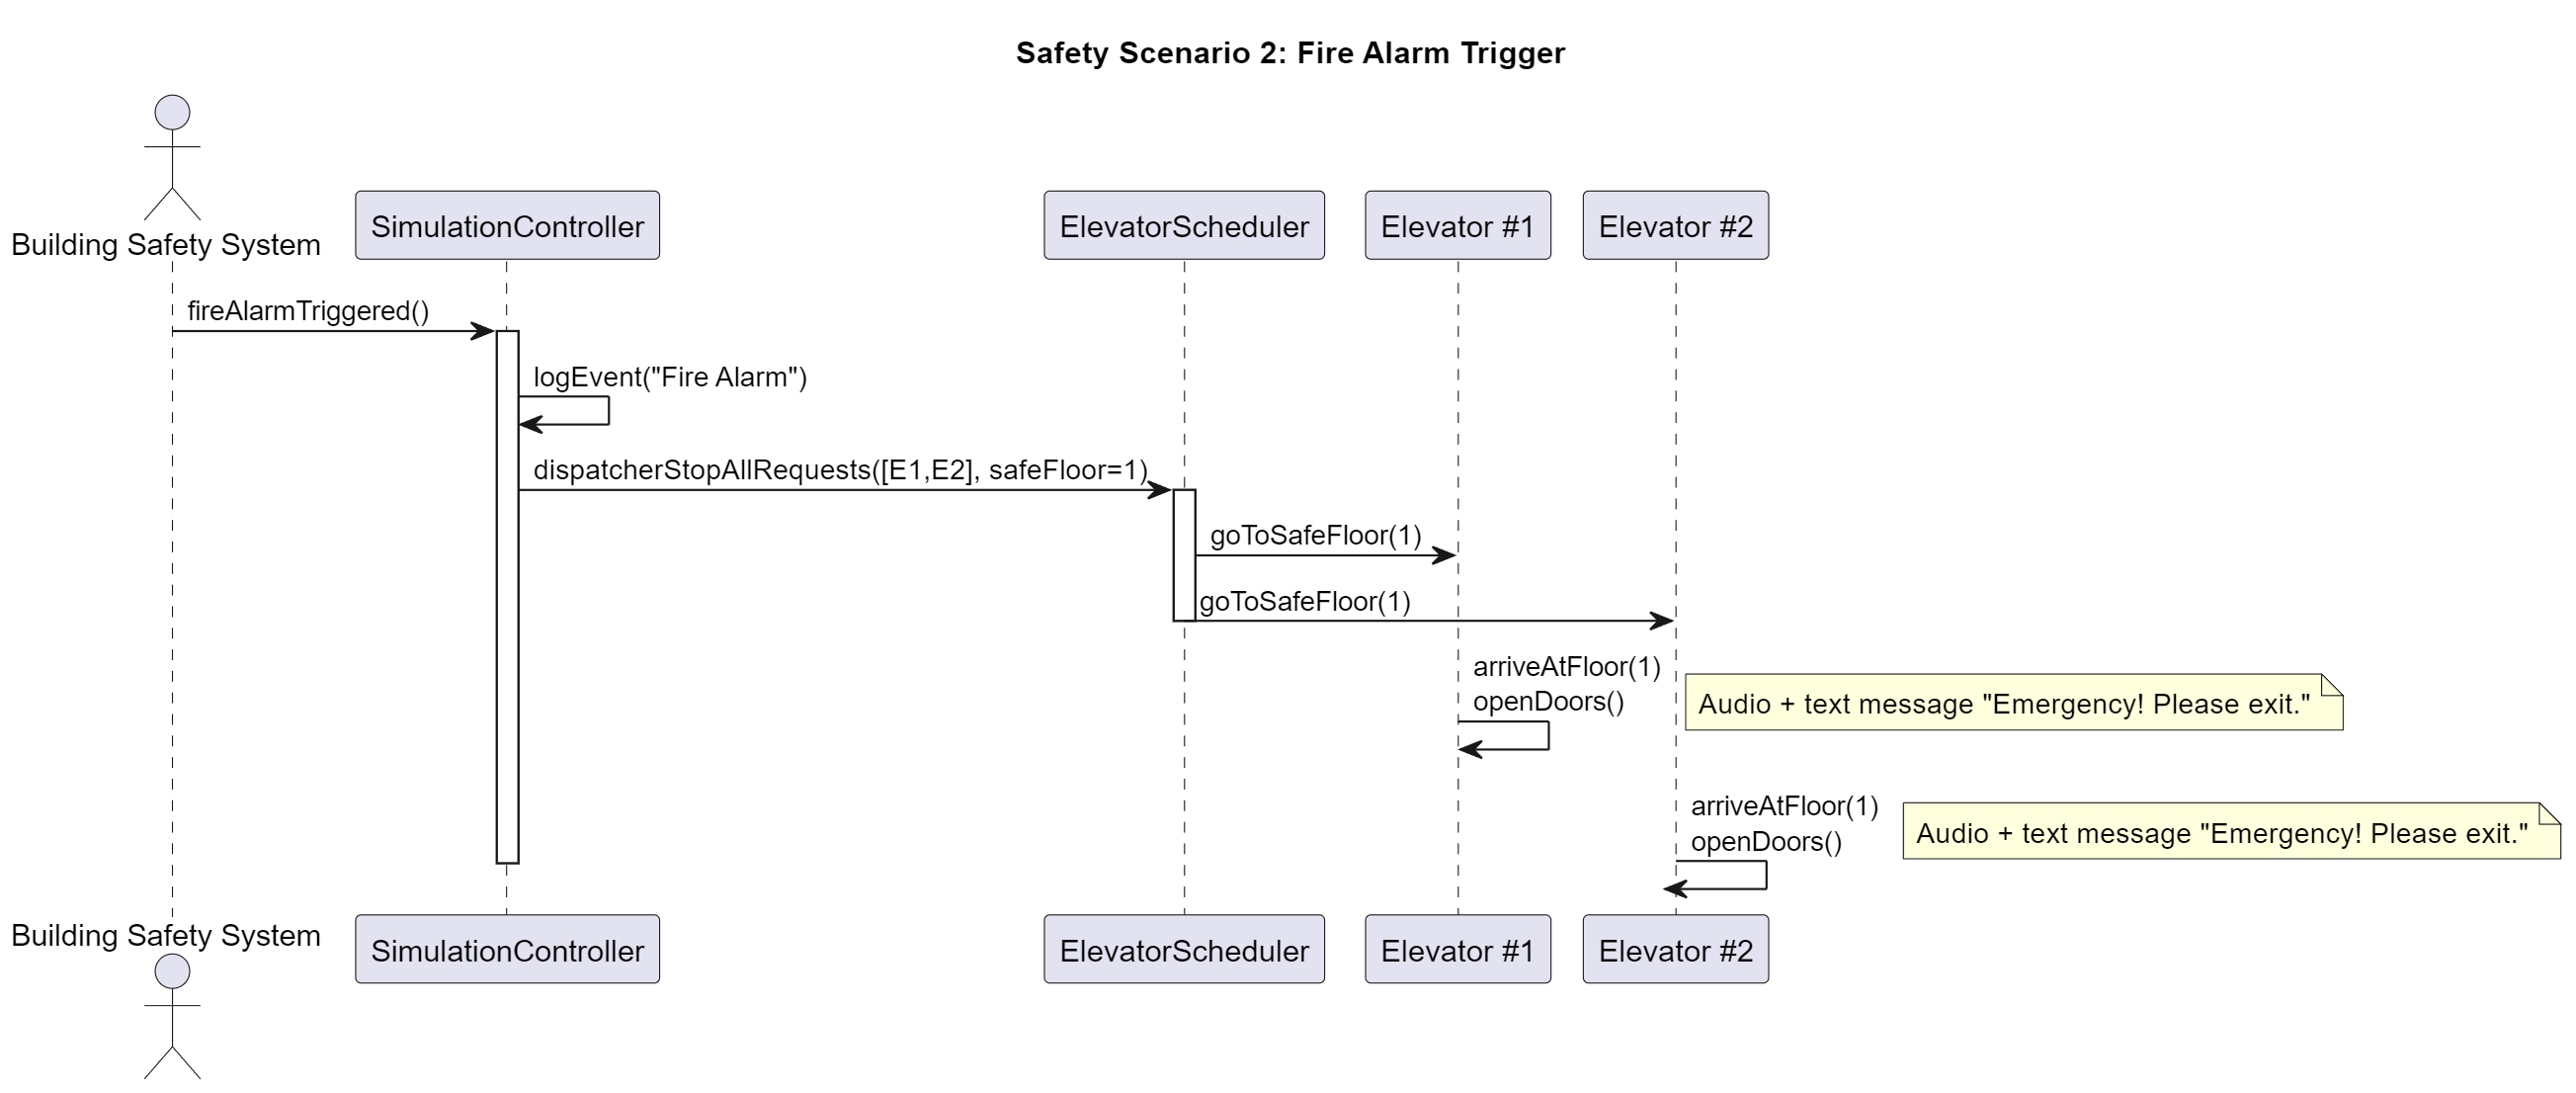 Safety Scenario 2: Fire Alarm Trigger
Building Safety System
SimulationController
ElevatorScheduler
Elevator #1
Elevator #2
fireAlarmTriggered()
logEvent("Fire Alarm")
dispatcherStopAllRequests([E1,E2], safeFloor=1)
goToSafeFloor(1)
goToSafeFloor(1)
arriveAtFloor(1)
openDoors()
Audio + text message "Emergency! Please exit."
arriveAtFloor(1)
openDoors()
Audio + text message "Emergency! Please exit."
Building Safety System
SimulationController
ElevatorScheduler
Elevator #1
Elevator #2